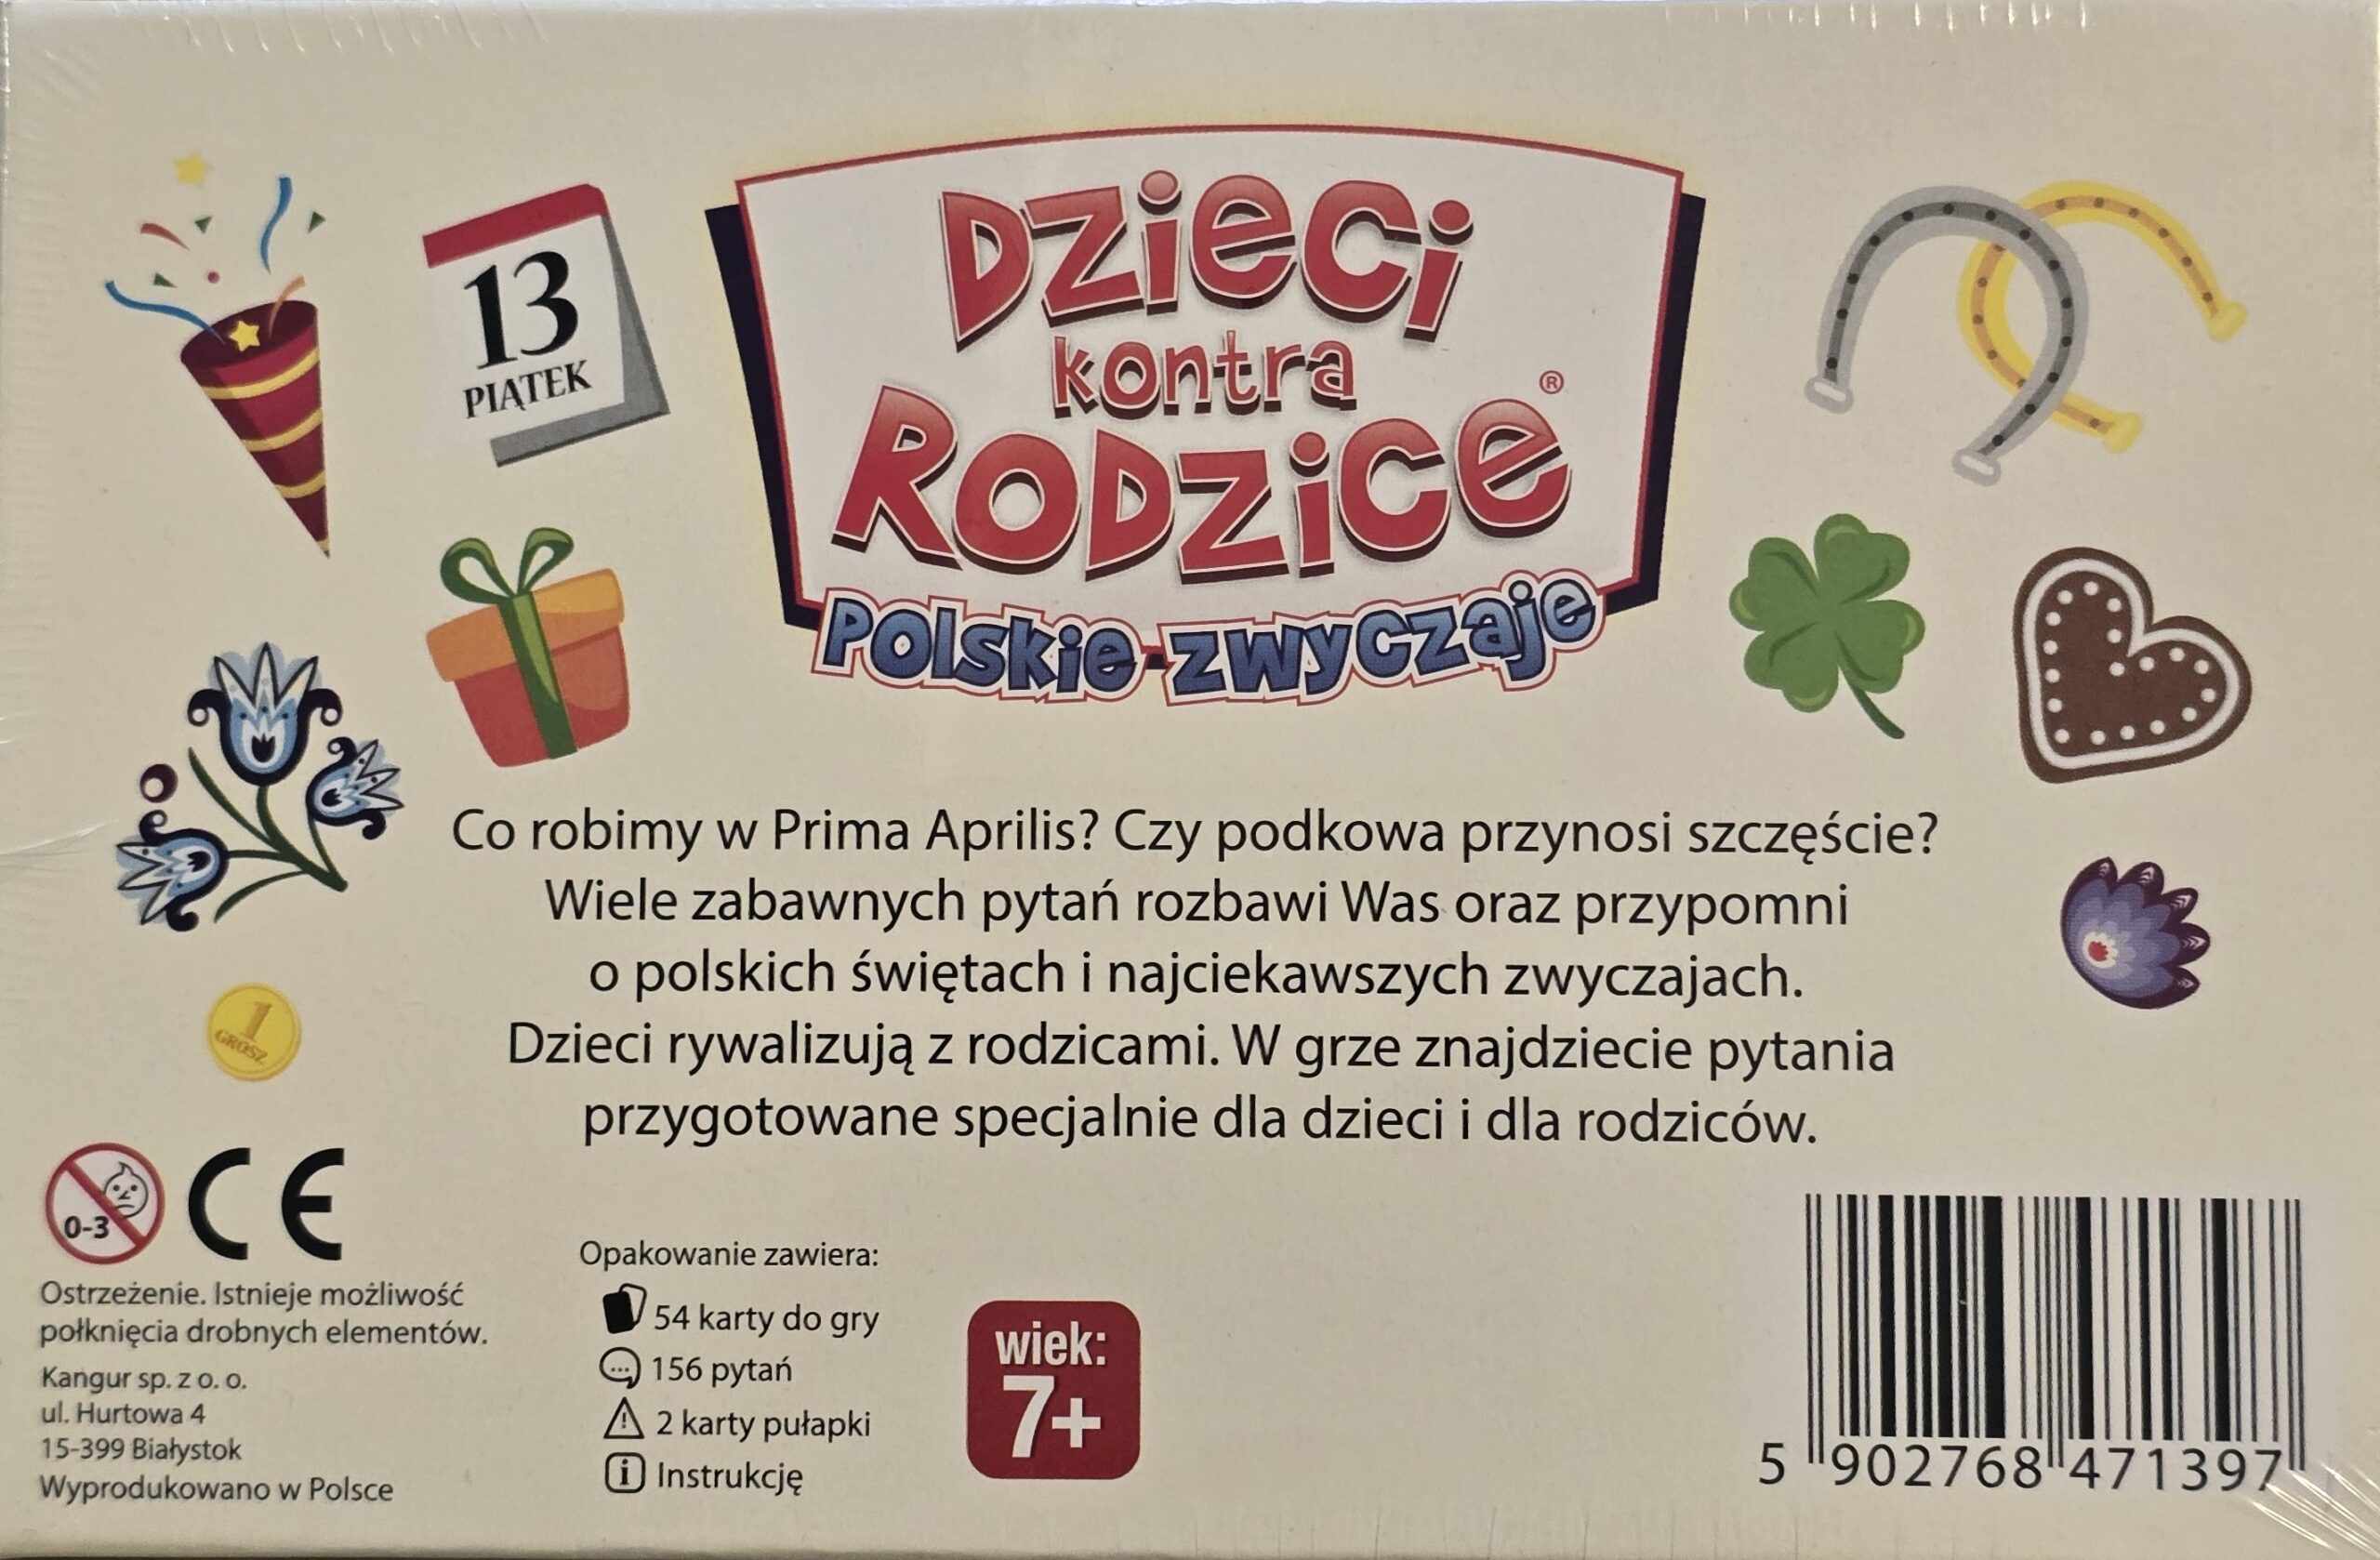 13
PIĄTEK
Dzieci
kontra
Rodzice®
Polskie zwyczaje
Co robimy w Prima Aprilis? Czy podkowa przynosi szczęście?
Wiele zabawnych pytań rozbawi Was oraz przypomni
o polskich świętach i najciekawszych zwyczajach.
Dzieci rywalizują z rodzicami. W grze znajdziecie pytania
przygotowane specjalnie dla dzieci i dla rodziców.
1
GROSZ
0-3
CE
Ostrzeżenie. Istnieje możliwość
połknięcia drobnych elementów.
Kangur sp. z o. o.
ul. Hurtowa 4
15-399 Białystok
Wyprodukowano w Polsce
Opakowanie zawiera:
54 karty do gry
156 pytań
2 karty pułapki
Instrukcję
wiek:
7+
5 902768 471397